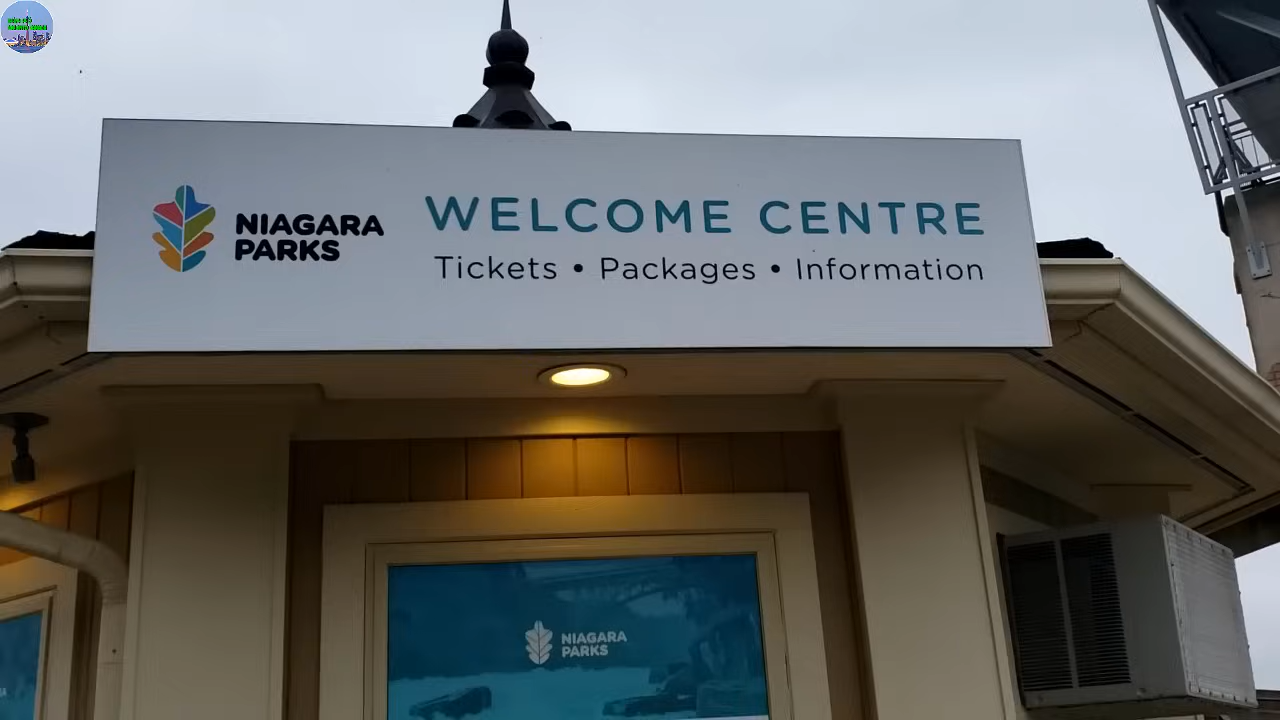 NIAGARA
PARKS
WELCOME CENTRE
Tickets • Packages • Information
NIAGARA
PARKS